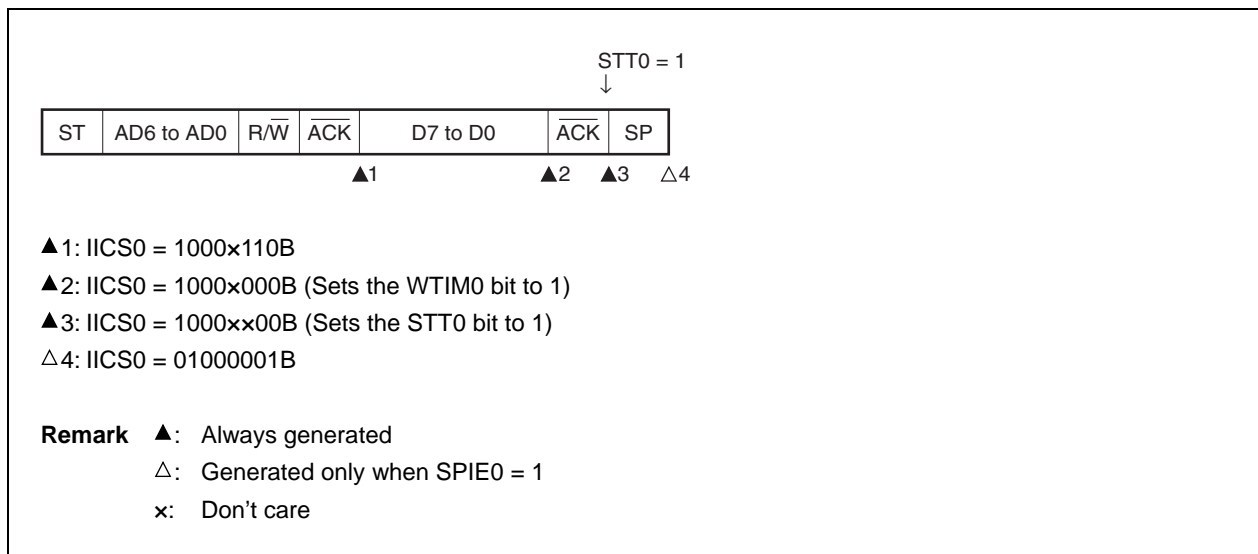 STT0 = 1
↓
ST AD6 to AD0 R/W̅ A̅C̅K̅ D7 to D0 A̅C̅K̅ SP
▲1 ▲2 ▲3 △4
▲1: IICS0 = 1000×110B
▲2: IICS0 = 1000×000B (Sets the WTIM0 bit to 1)
▲3: IICS0 = 1000××00B (Sets the STT0 bit to 1)
△4: IICS0 = 01000001B
Remark ▲: Always generated
△: Generated only when SPIE0 = 1
×: Don't care